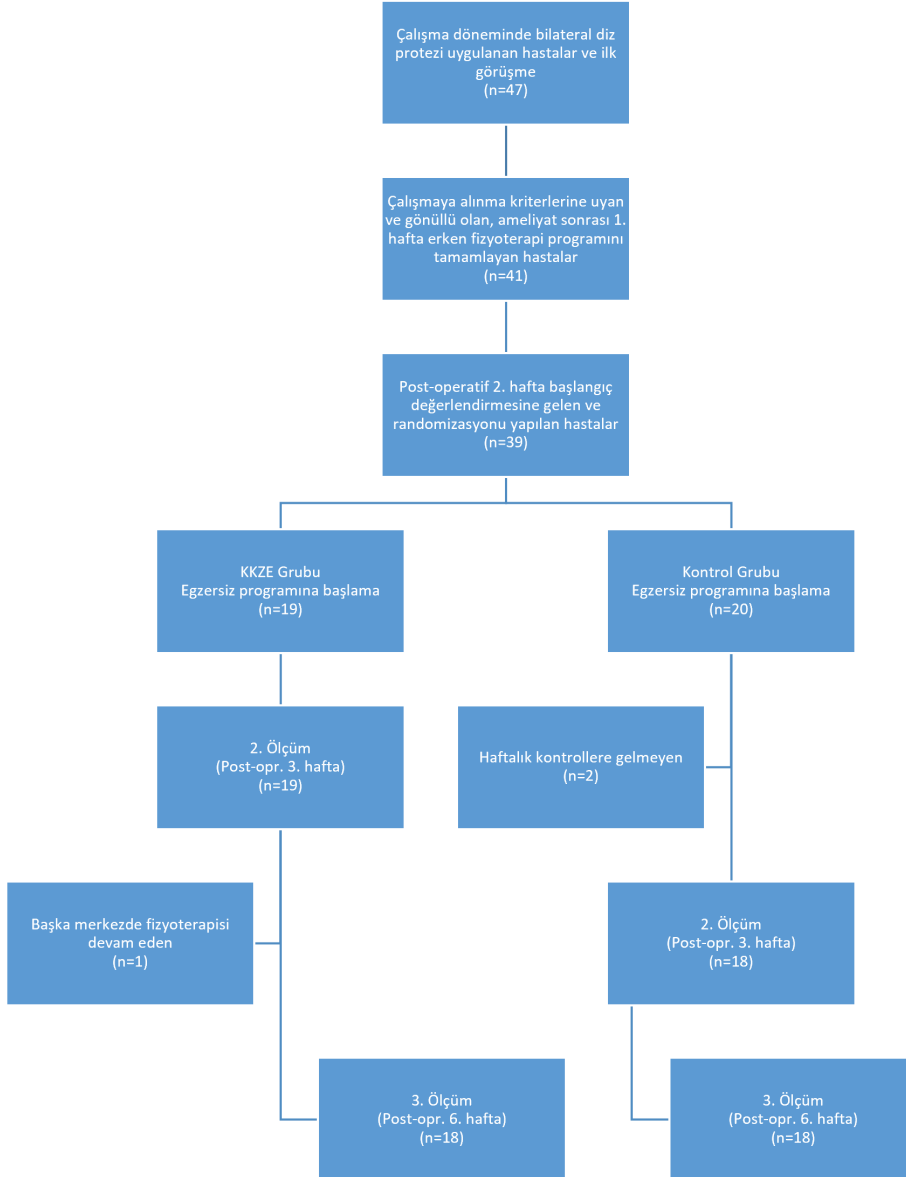 Çalışma döneminde bilateral diz
protezi uygulanan hastalar ve ilk
görüşme
(n=47)
Çalışmaya alınma kriterlerine uyan
ve gönüllü olan, ameliyat sonrası 1.
hafta erken fizyoterapi programını
tamamlayan hastalar
(n=41)
Post-operatif 2. hafta başlangıç
değerlendirmesine gelen ve
randomizasyonu yapılan hastalar
(n=39)
KKZE Grubu
Egzersiz programına başlama
(n=19)
Kontrol Grubu
Egzersiz programına başlama
(n=20)
2. Ölçüm
(Post-opr. 3. hafta)
(n=19)
Haftalık kontrollere gelmeyen
(n=2)
Başka merkezde fizyoterapisi
devam eden
(n=1)
2. Ölçüm
(Post-opr. 3. hafta)
(n=18)
3. Ölçüm
(Post-opr. 6. hafta)
(n=18)
3. Ölçüm
(Post-opr. 6. hafta)
(n=18)